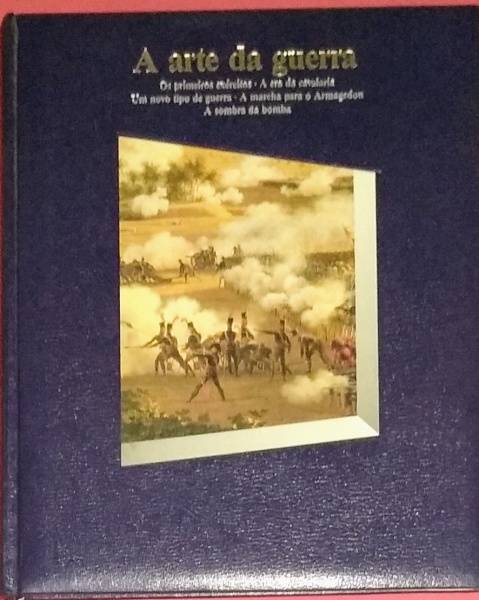 A arte da guerra
Os primeiros exércitos · A era da cavalaria
Um novo tipo de guerra · A marcha para o Armagedon
A sombra da bomba